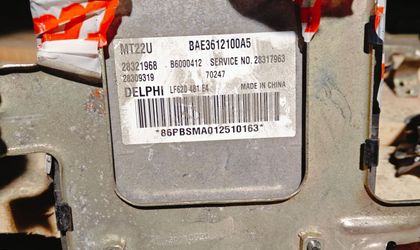 MT22U BAE3612100A5
28321968 B6000412 SERVICE NO. 28317963
28309319 70247
DELPHI LF620 481 E4 MADE IN CHINA
*86PBSMA012510163*